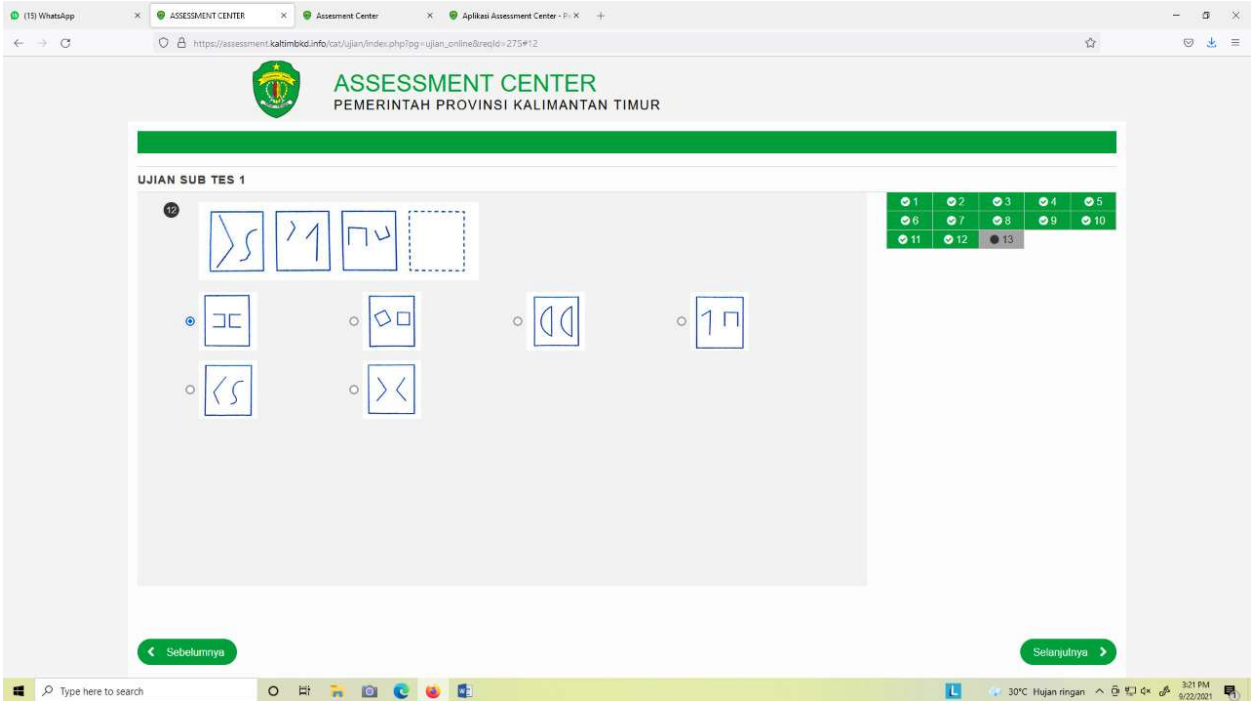 (15) WhatsApp
ASSESSMENT CENTER
Assesment Center
Aplikasi Assessment Center - P
https://assessment.kaltimbkd.info/cat/ujian/index.php?pg=ujian_online&reqId=275#12
ASSESSMENT CENTER
PEMERINTAH PROVINSI KALIMANTAN TIMUR
UJIAN SUB TES 1
12
1 2 3 4 5
6 7 8 9 10
11 12 13
Sebelumnya
Selanjutnya
Type here to search
L
30°C Hujan ringan
3:21 PM
9/22/2021